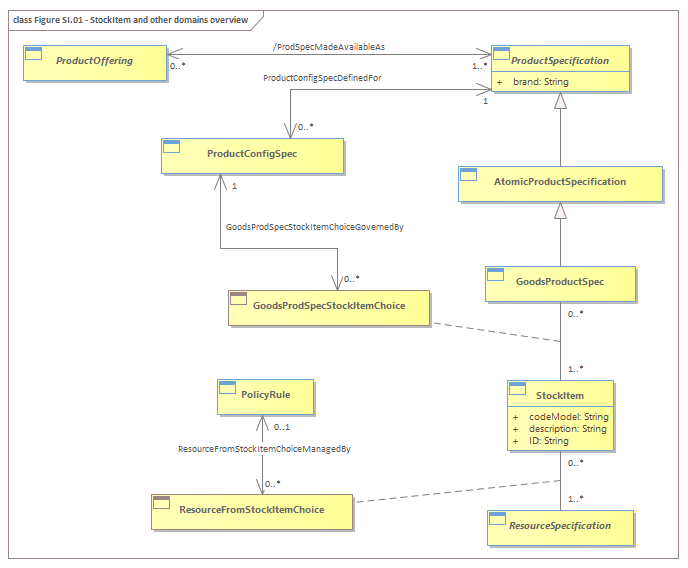 class Figure SI.01 - StockItem and other domains overview
ProductOffering
/ProdSpecMadeAvailableAs
0..*
1..*
ProductSpecification
+ brand: String
ProductConfigSpecDefinedFor
1
0..*
ProductConfigSpec
1
AtomicProductSpecification
GoodsProdSpecStockItemChoiceGovernedBy
0..*
GoodsProductSpec
GoodsProdSpecStockItemChoice
0..*
1..*
PolicyRule
StockItem
+ codeModel: String
+ description: String
+ ID: String
0..1
ResourceFromStockItemChoiceManagedBy
0..*
0..*
1..*
ResourceFromStockItemChoice
ResourceSpecification